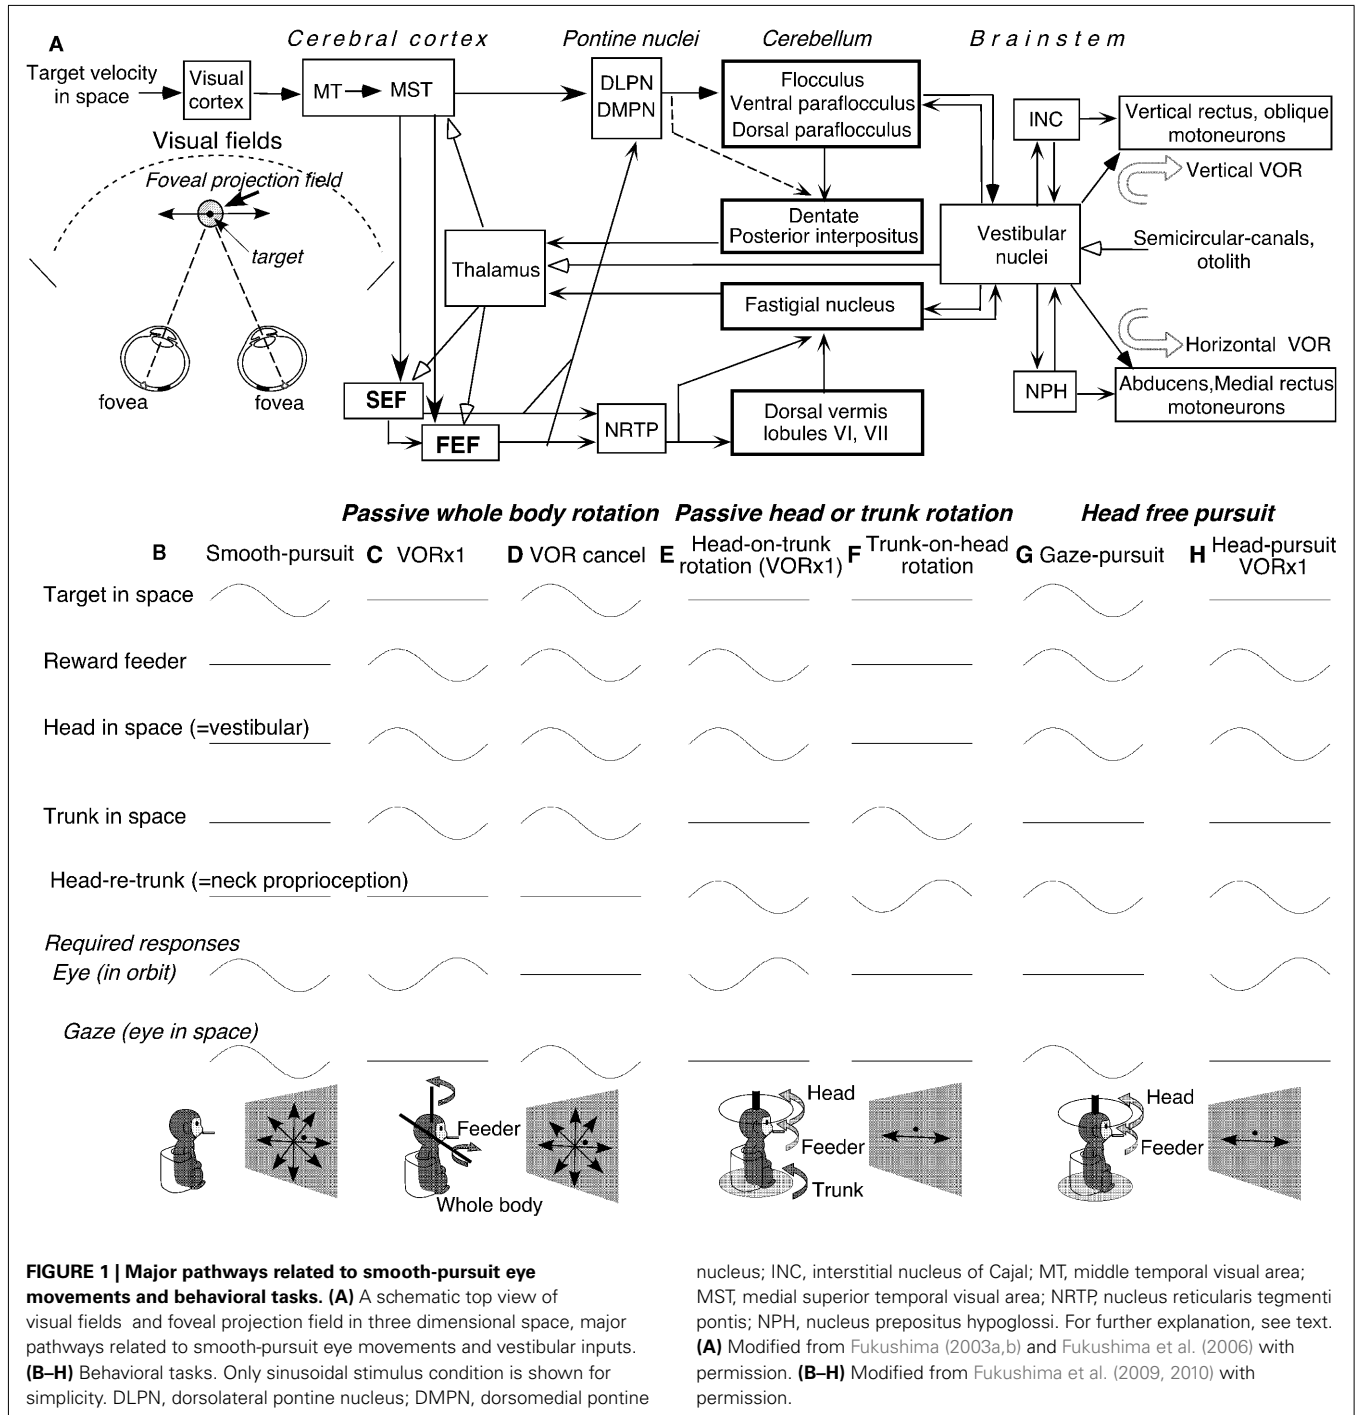 A
Cerebral cortex
Pontine nuclei
Cerebellum
Brainstem
Target velocity
in space
Visual
cortex
MT
MST
DLPN
DMPN
Flocculus
Ventral paraflocculus
Dorsal paraflocculus
INC
Vertical rectus, oblique
motoneurons
Visual fields
Foveal projection field
target
fovea
fovea
Vertical VOR
Thalamus
Dentate
Posterior interpositus
Vestibular
nuclei
Semicircular-canals,
otolith
Fastigial nucleus
Horizontal VOR
SEF
FEF
NRTP
Dorsal vermis
lobules VI, VII
NPH
Abducens,Medial rectus
motoneurons
Passive whole body rotation
Passive head or trunk rotation
Head free pursuit
B
Smooth-pursuit
C VORx1
D VOR cancel
E Head-on-trunk
rotation (VORx1)
F Trunk-on-head
rotation
G Gaze-pursuit
H Head-pursuit
VORx1
Target in space
Reward feeder
Head in space (=vestibular)
Trunk in space
Head-re-trunk (=neck proprioception)
Required responses
Eye (in orbit)
Gaze (eye in space)
Feeder
Whole body
Head
Feeder
Trunk
Head
Feeder
FIGURE 1 | Major pathways related to smooth-pursuit eye
movements and behavioral tasks. (A) A schematic top view of
visual fields and foveal projection field in three dimensional space, major
pathways related to smooth-pursuit eye movements and vestibular inputs.
(B–H) Behavioral tasks. Only sinusoidal stimulus condition is shown for
simplicity. DLPN, dorsolateral pontine nucleus; DMPN, dorsomedial pontine
nucleus; INC, interstitial nucleus of Cajal; MT, middle temporal visual area;
MST, medial superior temporal visual area; NRTP, nucleus reticularis tegmenti
pontis; NPH, nucleus prepositus hypoglossi. For further explanation, see text.
(A) Modified from Fukushima (2003a,b) and Fukushima et al. (2006) with
permission. (B–H) Modified from Fukushima et al. (2009, 2010) with
permission.